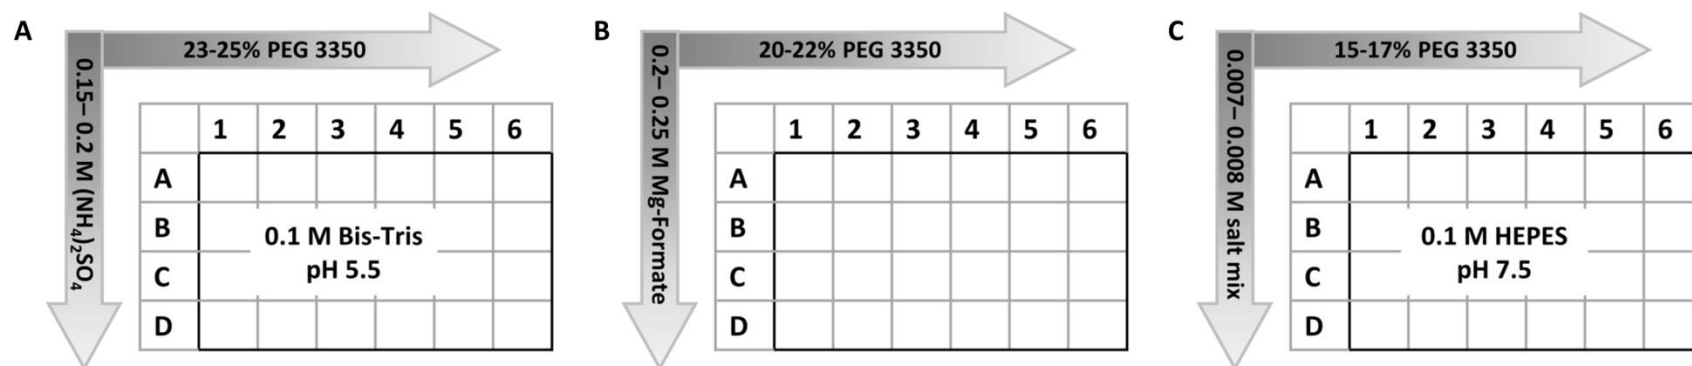 A
23-25% PEG 3350
0.15– 0.2 M (NH₄)₂SO₄
1 2 3 4 5 6
A
B
C
D
0.1 M Bis-Tris
pH 5.5
B
20-22% PEG 3350
0.2– 0.25 M Mg-Formate
1 2 3 4 5 6
A
B
C
D
C
15-17% PEG 3350
0.007– 0.008 M salt mix
1 2 3 4 5 6
A
B
C
D
0.1 M HEPES
pH 7.5